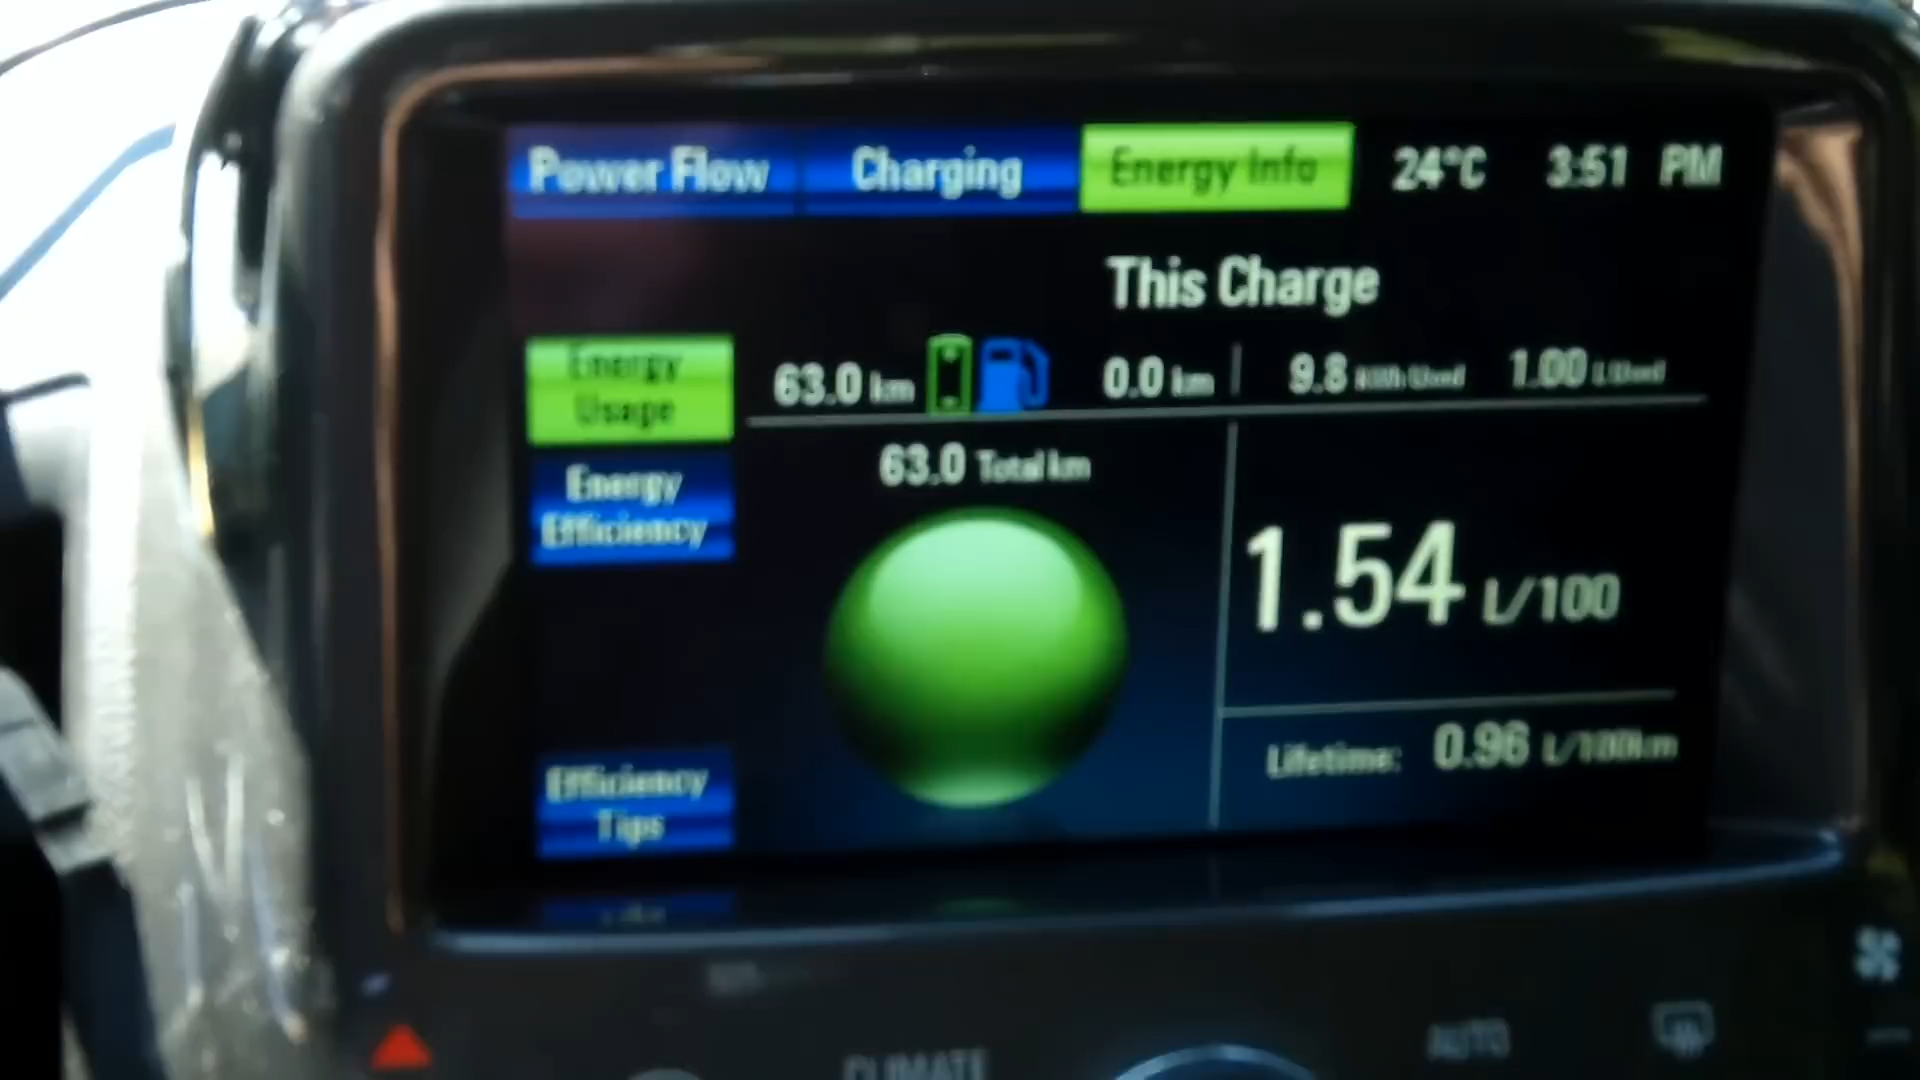 Power Flow Charging Energy Info 24°C 3:51 PM
This Charge
Energy
Usage
63.0 km 0.0 km 9.8 kWh Used 1.00 L Used
63.0 Total km
Energy
Efficiency
1.54 L/100
Lifetime: 0.96 L/100km
Efficiency
Tips
AUTO
CLIMATE